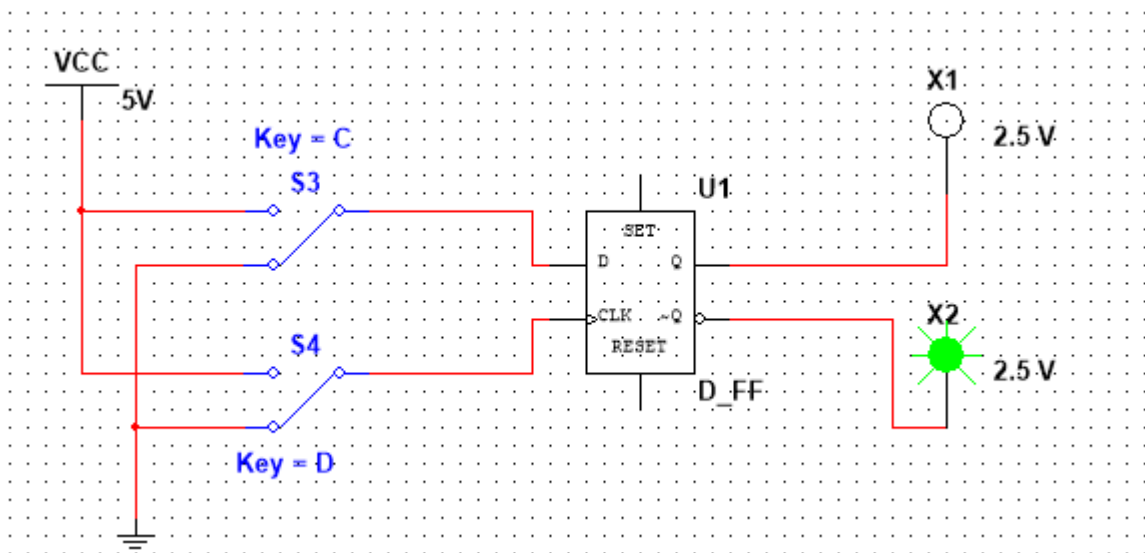 VCC
5V
Key = C
S3
S4
Key = D
U1
SET
D Q
CLK ~Q
RESET
D_FF
X1
2.5 V
X2
2.5 V